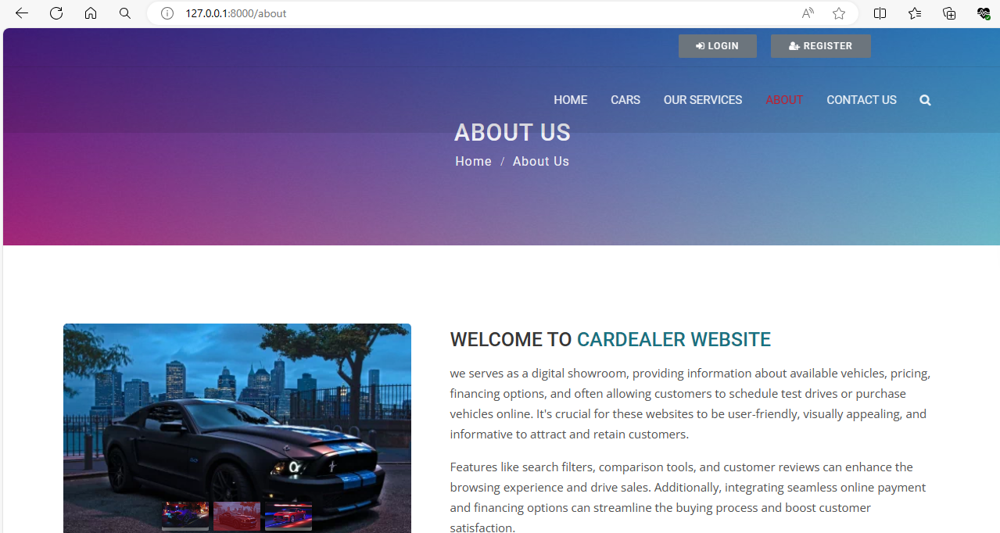 127.0.0.1:8000/about
LOGIN
REGISTER
HOME
CARS
OUR SERVICES
ABOUT
CONTACT US
ABOUT US
Home / About Us
WELCOME TO CARDEALER WEBSITE
we serves as a digital showroom, providing information about available vehicles, pricing,
financing options, and often allowing customers to schedule test drives or purchase
vehicles online. It's crucial for these websites to be user-friendly, visually appealing, and
informative to attract and retain customers.
Features like search filters, comparison tools, and customer reviews can enhance the
browsing experience and drive sales. Additionally, integrating seamless online payment
and financing options can streamline the buying process and boost customer
satisfaction.